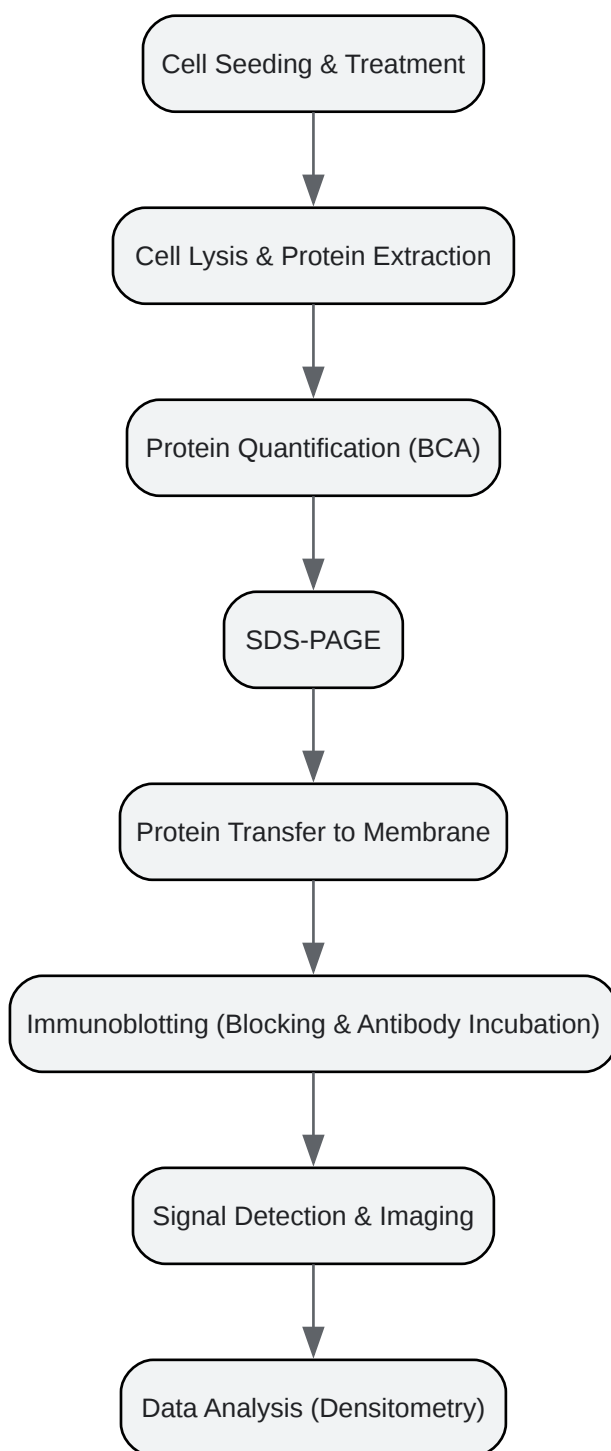 Cell Seeding & Treatment
Cell Lysis & Protein Extraction
Protein Quantification (BCA)
SDS-PAGE
Protein Transfer to Membrane
Immunoblotting (Blocking & Antibody Incubation)
Signal Detection & Imaging
Data Analysis (Densitometry)